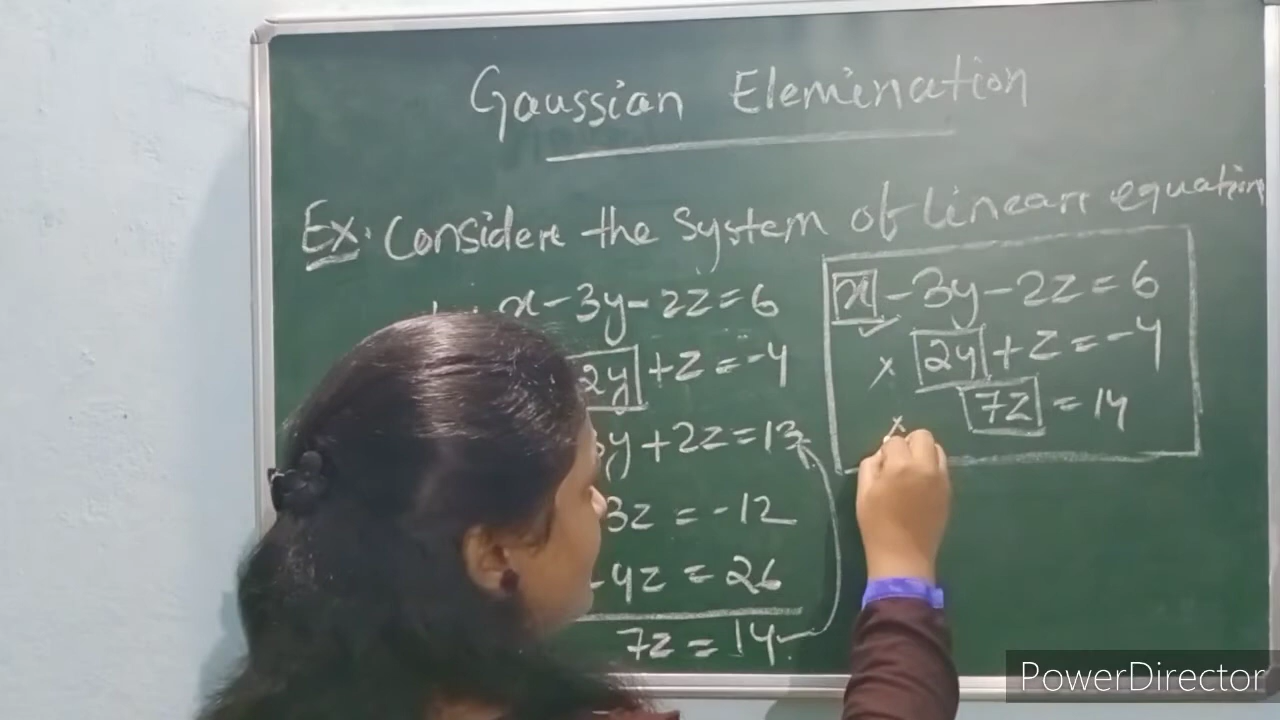 Gaussian Elemination
Ex. Consider the system of linearr equation
x - 3y - 2z = 6
2y + z = -4
y + 2z = 13
3z = -12
- 4z = 26
7z = 14
x - 3y - 2z = 6
x 2y + z = -4
x 7z = 14
PowerDirector